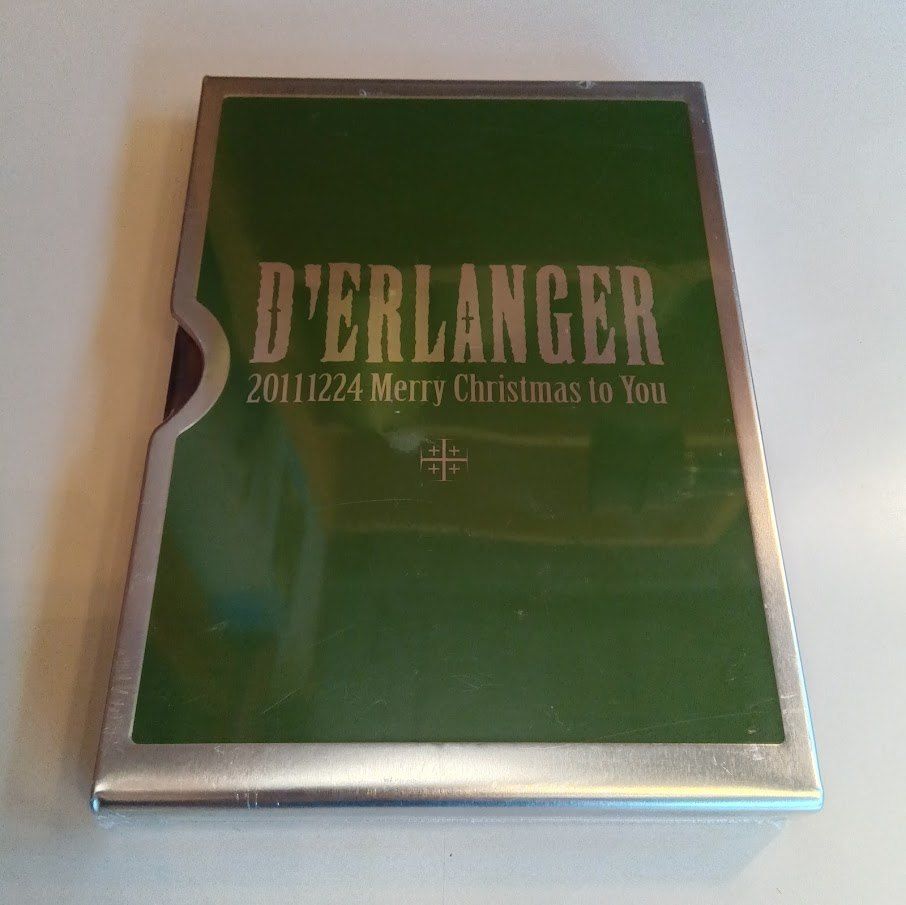 D'ERLANGER
20111224 Merry Christmas to You